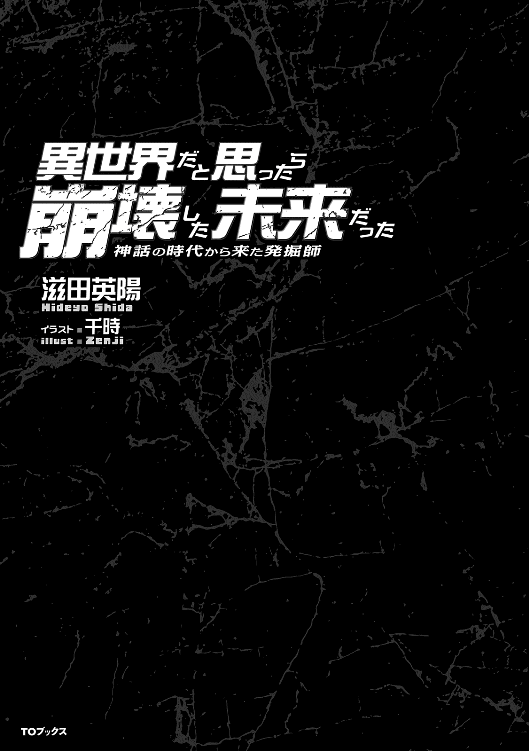 異世界だと思ったら
崩壊した未来だった
神話の時代から来た発掘師
滋田英陽
Hideyo Shida
イラスト:千時
illust:Zenji
TOブックス